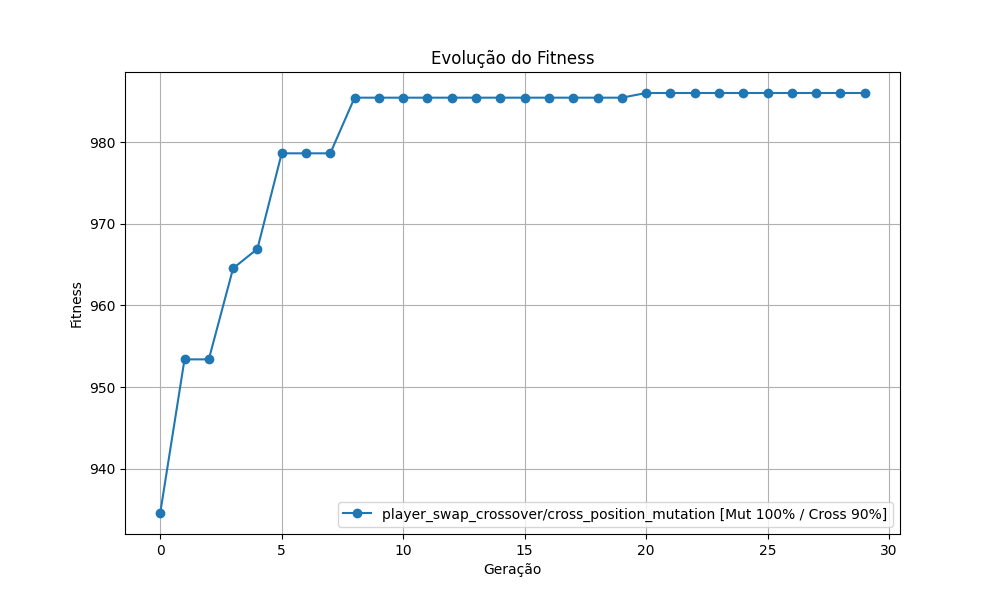 Evolução do Fitness
Fitness
980
970
960
950
940
player_swap_crossover/cross_position_mutation [Mut 100% / Cross 90%]
0 5 10 15 20 25 30
Geração